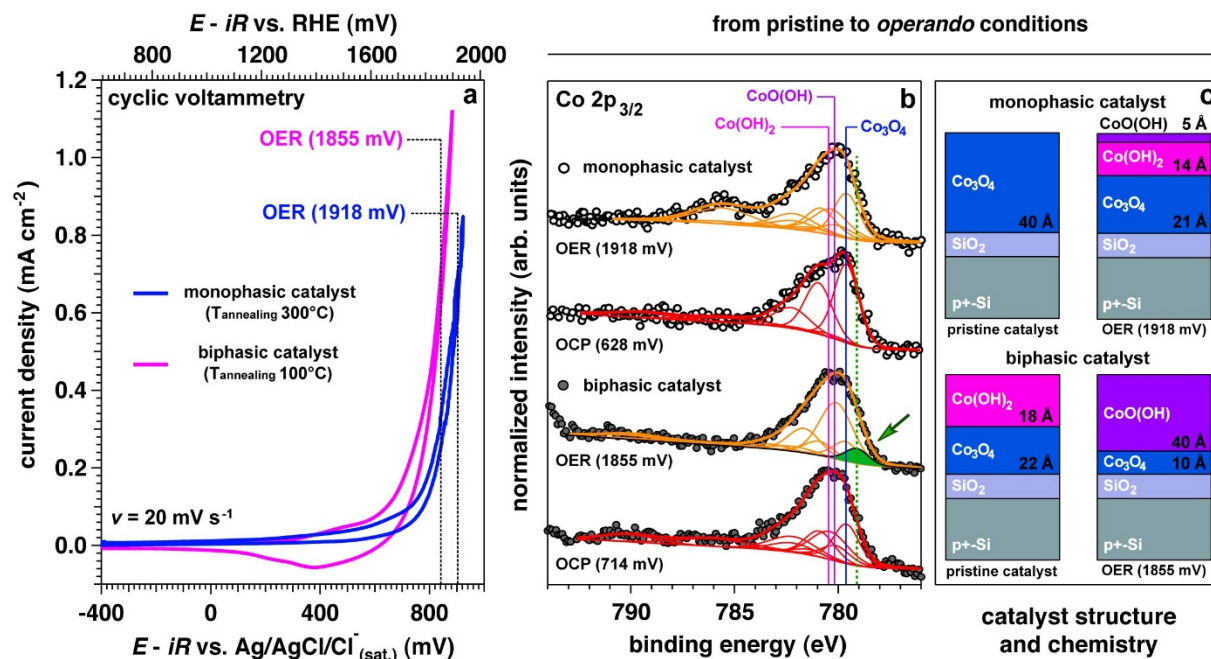 E - iR vs. RHE (mV)
800 1200 1600 2000
1.2
1.0
0.8
0.6
0.4
0.2
0.0
current density (mA cm⁻²)
cyclic voltammetry
a
OER (1855 mV)
OER (1918 mV)
monophasic catalyst
(Tannealing 300°C)
biphasic catalyst
(Tannealing 100°C)
v = 20 mV s⁻¹
-400 0 400 800
E - iR vs. Ag/AgCl/Cl⁻(sat.) (mV)
from pristine to operando conditions
normalized intensity (arb. units)
Co 2p3/2
b
CoO(OH)
Co(OH)₂
Co₃O₄
monophasic catalyst
OER (1918 mV)
OCP (628 mV)
biphasic catalyst
OER (1855 mV)
OCP (714 mV)
790 785 780
binding energy (eV)
c
monophasic catalyst
Co₃O₄
40 Å
SiO₂
p+-Si
pristine catalyst
CoO(OH) 5 Å
Co(OH)₂
14 Å
Co₃O₄
21 Å
SiO₂
p+-Si
OER (1918 mV)
biphasic catalyst
Co(OH)₂
18 Å
Co₃O₄
22 Å
SiO₂
p+-Si
pristine catalyst
CoO(OH)
40 Å
Co₃O₄
10 Å
SiO₂
p+-Si
OER (1855 mV)
catalyst structure
and chemistry